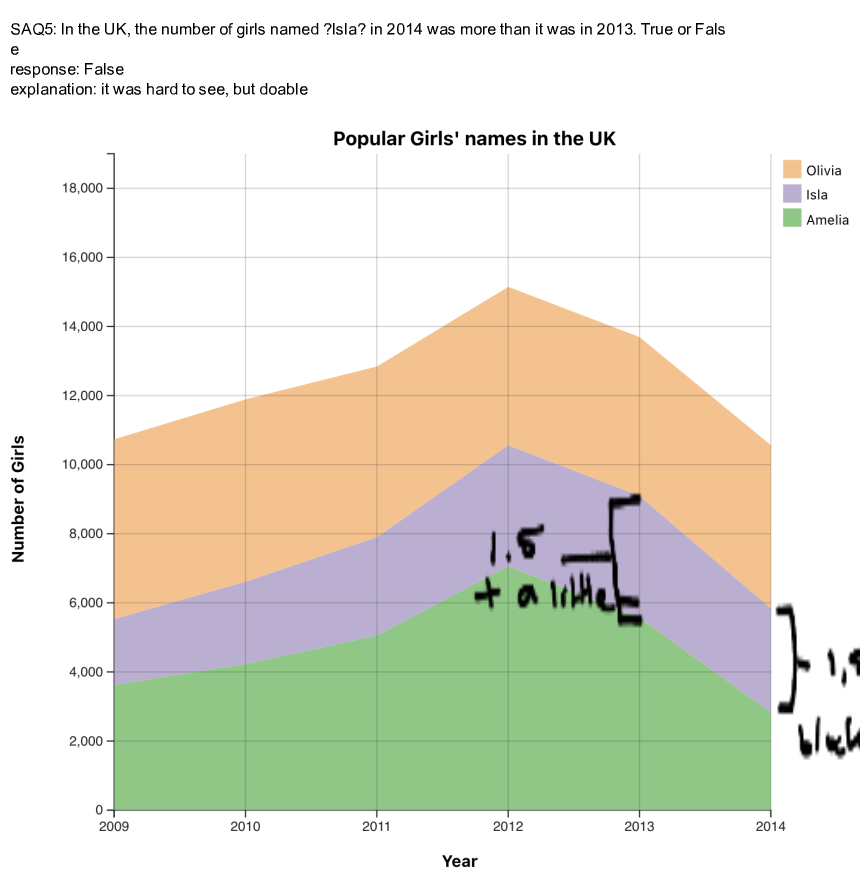 SAQ5: In the UK, the number of girls named ?Isla? in 2014 was more than it was in 2013. True or Fals
e
response: False
explanation: it was hard to see, but doable
Popular Girls' names in the UK
Olivia
Isla
Amelia
18,000
16,000
14,000
12,000
10,000
8,000
6,000
4,000
2,000
0
Number of Girls
1.5
+ a little
2009 2010 2011 2012 2013 2014
Year